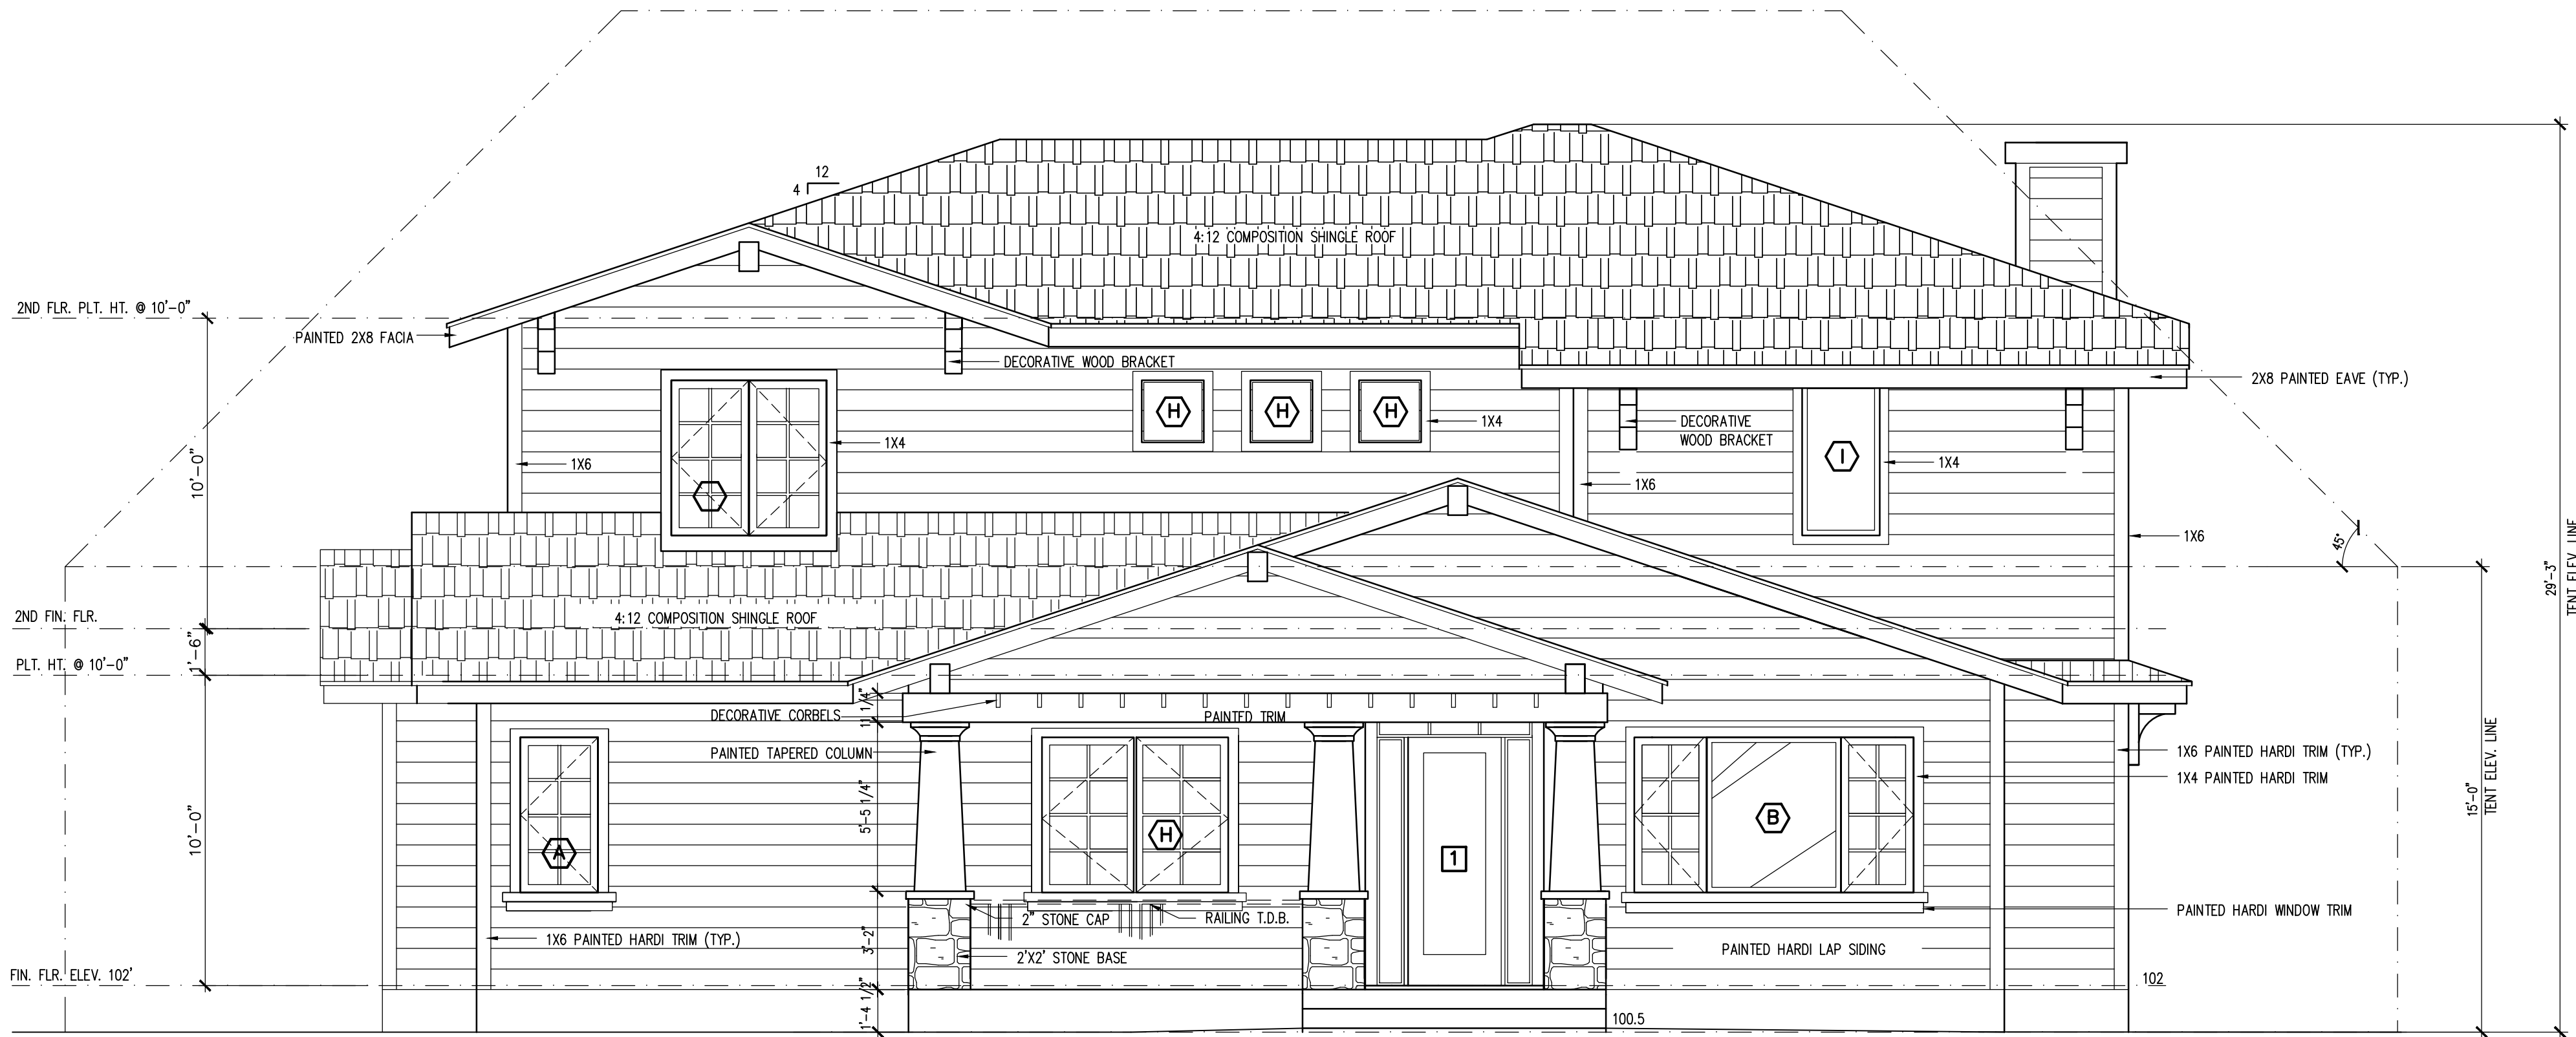 12
4
4:12 COMPOSITION SHINGLE ROOF
2ND FLR. PLT. HT. @ 10'-0"
PAINTED 2X8 FACIA
DECORATIVE WOOD BRACKET
2X8 PAINTED EAVE (TYP.)
H
H
H
1X4
DECORATIVE
WOOD BRACKET
1X4
1X6
I
1X4
1X6
10'-0"
1X6
45°
29'-3"
TENT ELEV. LINE
2ND FIN. FLR.
4:12 COMPOSITION SHINGLE ROOF
1'-6"
PLT. HT. @ 10'-0"
11 1/4"
DECORATIVE CORBELS
PAINTED TRIM
PAINTED TAPERED COLUMN
1X6 PAINTED HARDI TRIM (TYP.)
1X4 PAINTED HARDI TRIM
15'-0"
TENT ELEV. LINE
10'-0"
5'-5 1/4"
A
H
1
B
2" STONE CAP
RAILING T.D.B.
PAINTED HARDI WINDOW TRIM
1X6 PAINTED HARDI TRIM (TYP.)
3'-2"
2'X2' STONE BASE
PAINTED HARDI LAP SIDING
FIN. FLR. ELEV. 102'
102
1'-4 1/2"
100.5